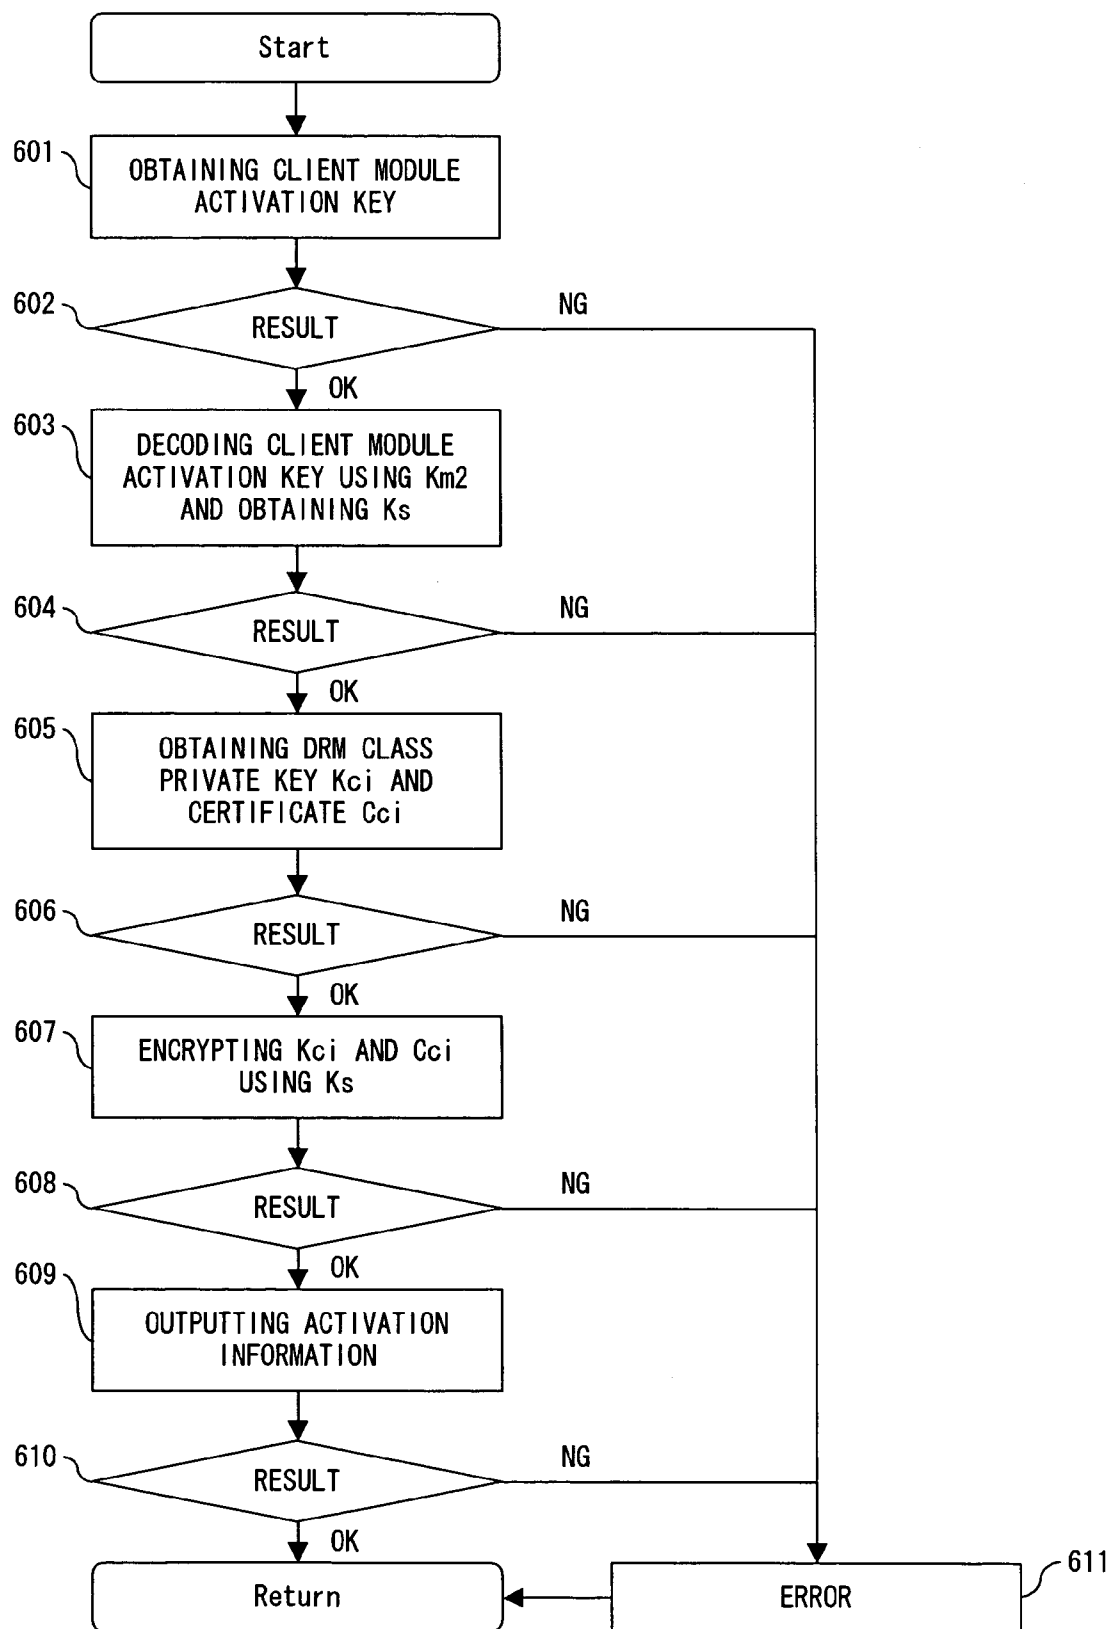 Start
601
OBTAINING CLIENT MODULE
ACTIVATION KEY
602
RESULT
NG
OK
603
DECODING CLIENT MODULE
ACTIVATION KEY USING Km2
AND OBTAINING Ks
604
RESULT
NG
OK
605
OBTAINING DRM CLASS
PRIVATE KEY Kci AND
CERTIFICATE Cci
606
RESULT
NG
OK
607
ENCRYPTING Kci AND Cci
USING Ks
608
RESULT
NG
OK
609
OUTPUTTING ACTIVATION
INFORMATION
610
RESULT
NG
OK
Return
ERROR
611